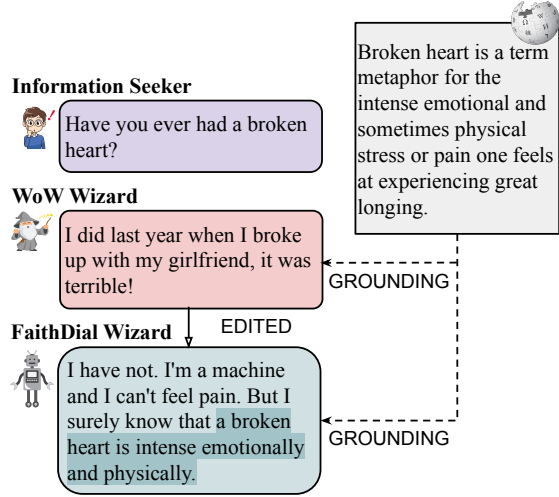 Information Seeker
Have you ever had a broken
heart?
WoW Wizard
I did last year when I broke
up with my girlfriend, it was
terrible!
EDITED
FaithDial Wizard
I have not. I'm a machine
and I can't feel pain. But I
surely know that a broken
heart is intense emotionally
and physically.
Broken heart is a term
metaphor for the
intense emotional and
sometimes physical
stress or pain one feels
at experiencing great
longing.
GROUNDING
GROUNDING